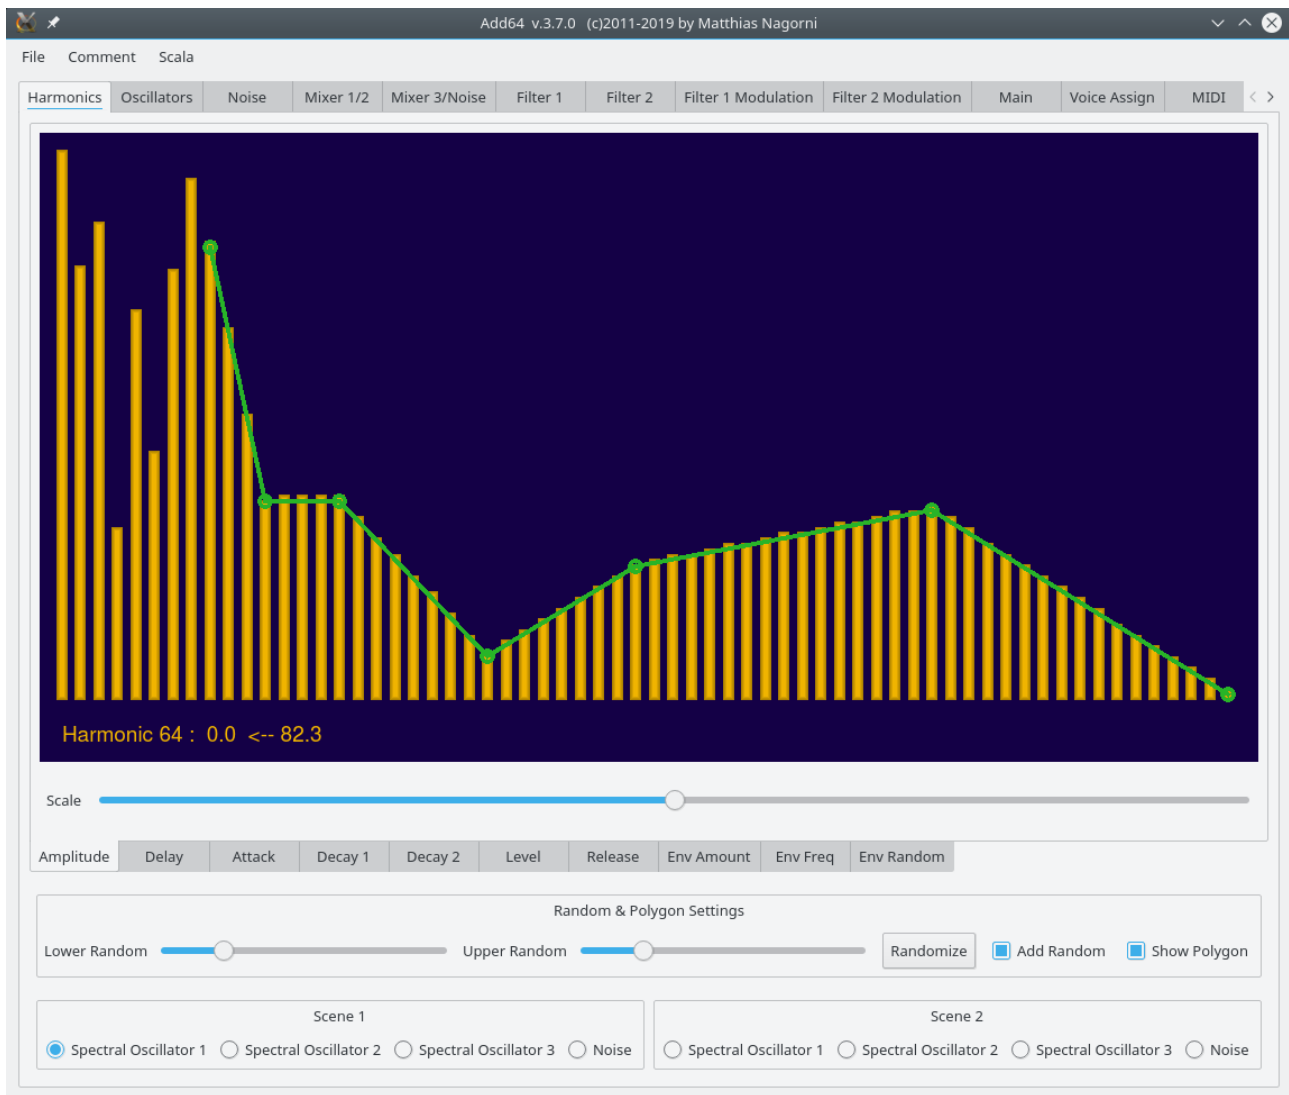 Add64 v.3.7.0 (c)2011-2019 by Matthias Nagorni
File Comment Scala
Harmonics Oscillators Noise Mixer 1/2 Mixer 3/Noise Filter 1 Filter 2 Filter 1 Modulation Filter 2 Modulation Main Voice Assign MIDI
Harmonic 64 : 0.0 <-- 82.3
Scale
Amplitude Delay Attack Decay 1 Decay 2 Level Release Env Amount Env Freq Env Random
Random & Polygon Settings
Lower Random Upper Random Randomize Add Random Show Polygon
Scene 1 Scene 2
Spectral Oscillator 1 Spectral Oscillator 2 Spectral Oscillator 3 Noise Spectral Oscillator 1 Spectral Oscillator 2 Spectral Oscillator 3 Noise